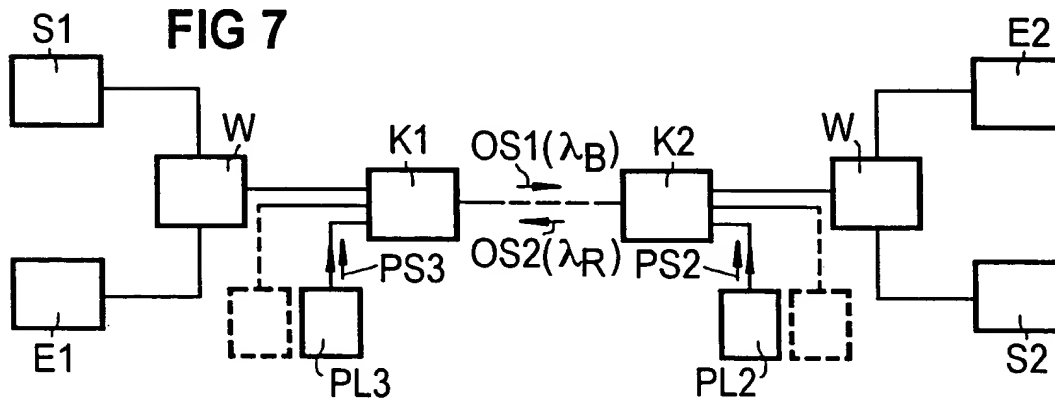 FIG 7
S1
E2
W
K1
OS1(λB)
K2
W
OS2(λR)
PS3
PS2
E1
PL3
PL2
S2